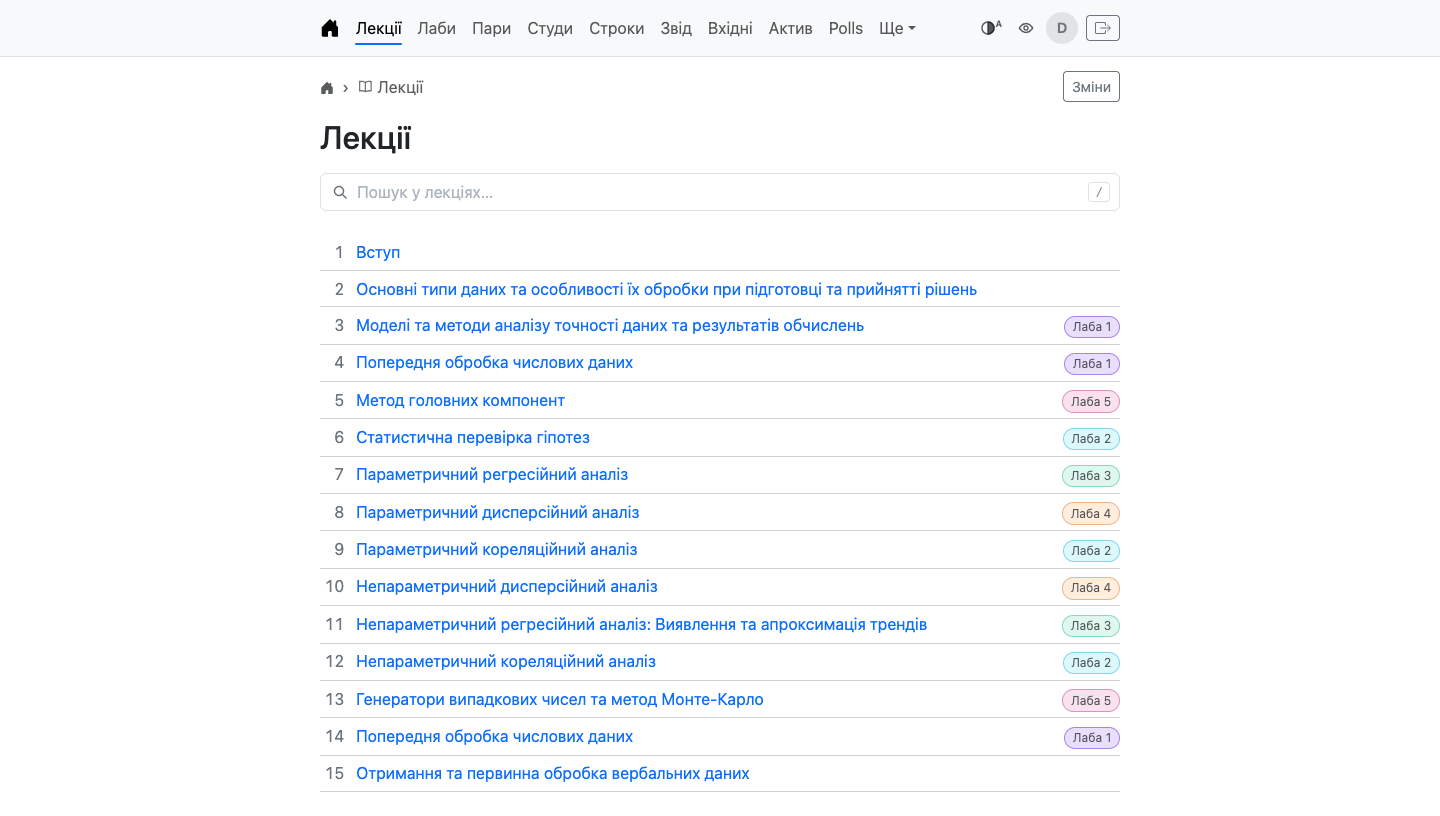 Лекції Лаби Пари Студи Строки Звід Вхідні Актив Polls Ще A D
› Лекції Зміни
Лекції
Пошук у лекціях... /
1 Вступ
2 Основні типи даних та особливості їх обробки при підготовці та прийнятті рішень
3 Моделі та методи аналізу точності даних та результатів обчислень Лаба 1
4 Попередня обробка числових даних Лаба 1
5 Метод головних компонент Лаба 5
6 Статистична перевірка гіпотез Лаба 2
7 Параметричний регресійний аналіз Лаба 3
8 Параметричний дисперсійний аналіз Лаба 4
9 Параметричний кореляційний аналіз Лаба 2
10 Непараметричний дисперсійний аналіз Лаба 4
11 Непараметричний регресійний аналіз: Виявлення та апроксимація трендів Лаба 3
12 Непараметричний кореляційний аналіз Лаба 2
13 Генератори випадкових чисел та метод Монте-Карло Лаба 5
14 Попередня обробка числових даних Лаба 1
15 Отримання та первинна обробка вербальних даних